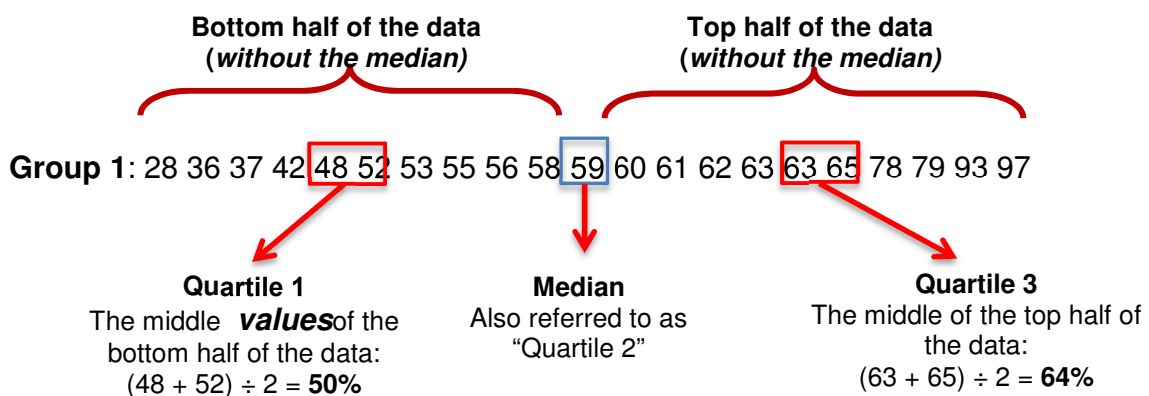 Bottom half of the data
(without the median)
Top half of the data
(without the median)
Group 1: 28 36 37 42 48 52 53 55 56 58 59 60 61 62 63 63 65 78 79 93 97
Quartile 1
The middle values of the
bottom half of the data:
(48 + 52) ÷ 2 = 50%
Median
Also referred to as
“Quartile 2”
Quartile 3
The middle of the top half of
the data:
(63 + 65) ÷ 2 = 64%